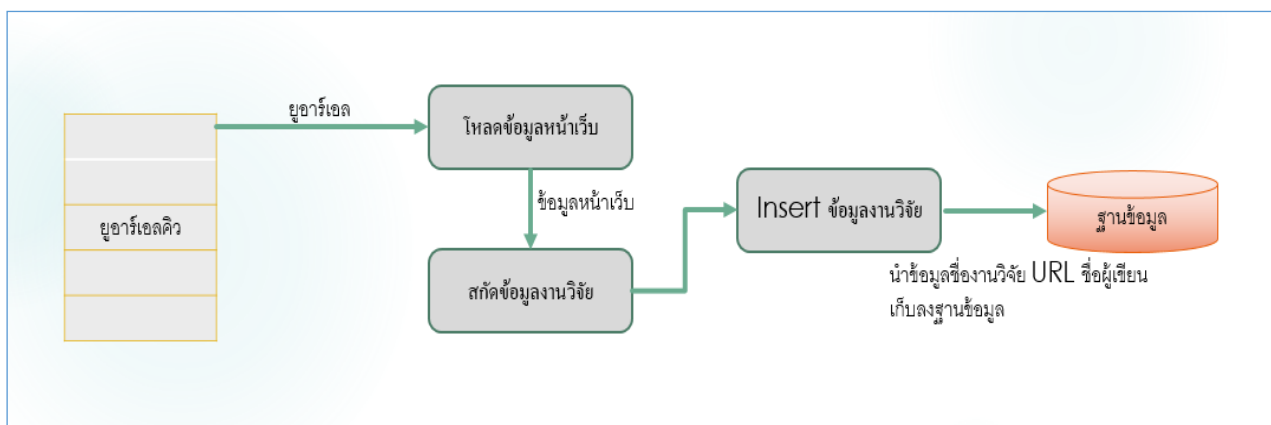 ยูอาร์เอล
โหลดข้อมูลหน้าเว็บ
ข้อมูลหน้าเว็บ
ยูอาร์เอลคิว
สกัดข้อมูลงานวิจัย
Insert ข้อมูลงานวิจัย
ฐานข้อมูล
นำข้อมูลชื่องานวิจัย URL ชื่อผู้เขียน
เก็บลงฐานข้อมูล